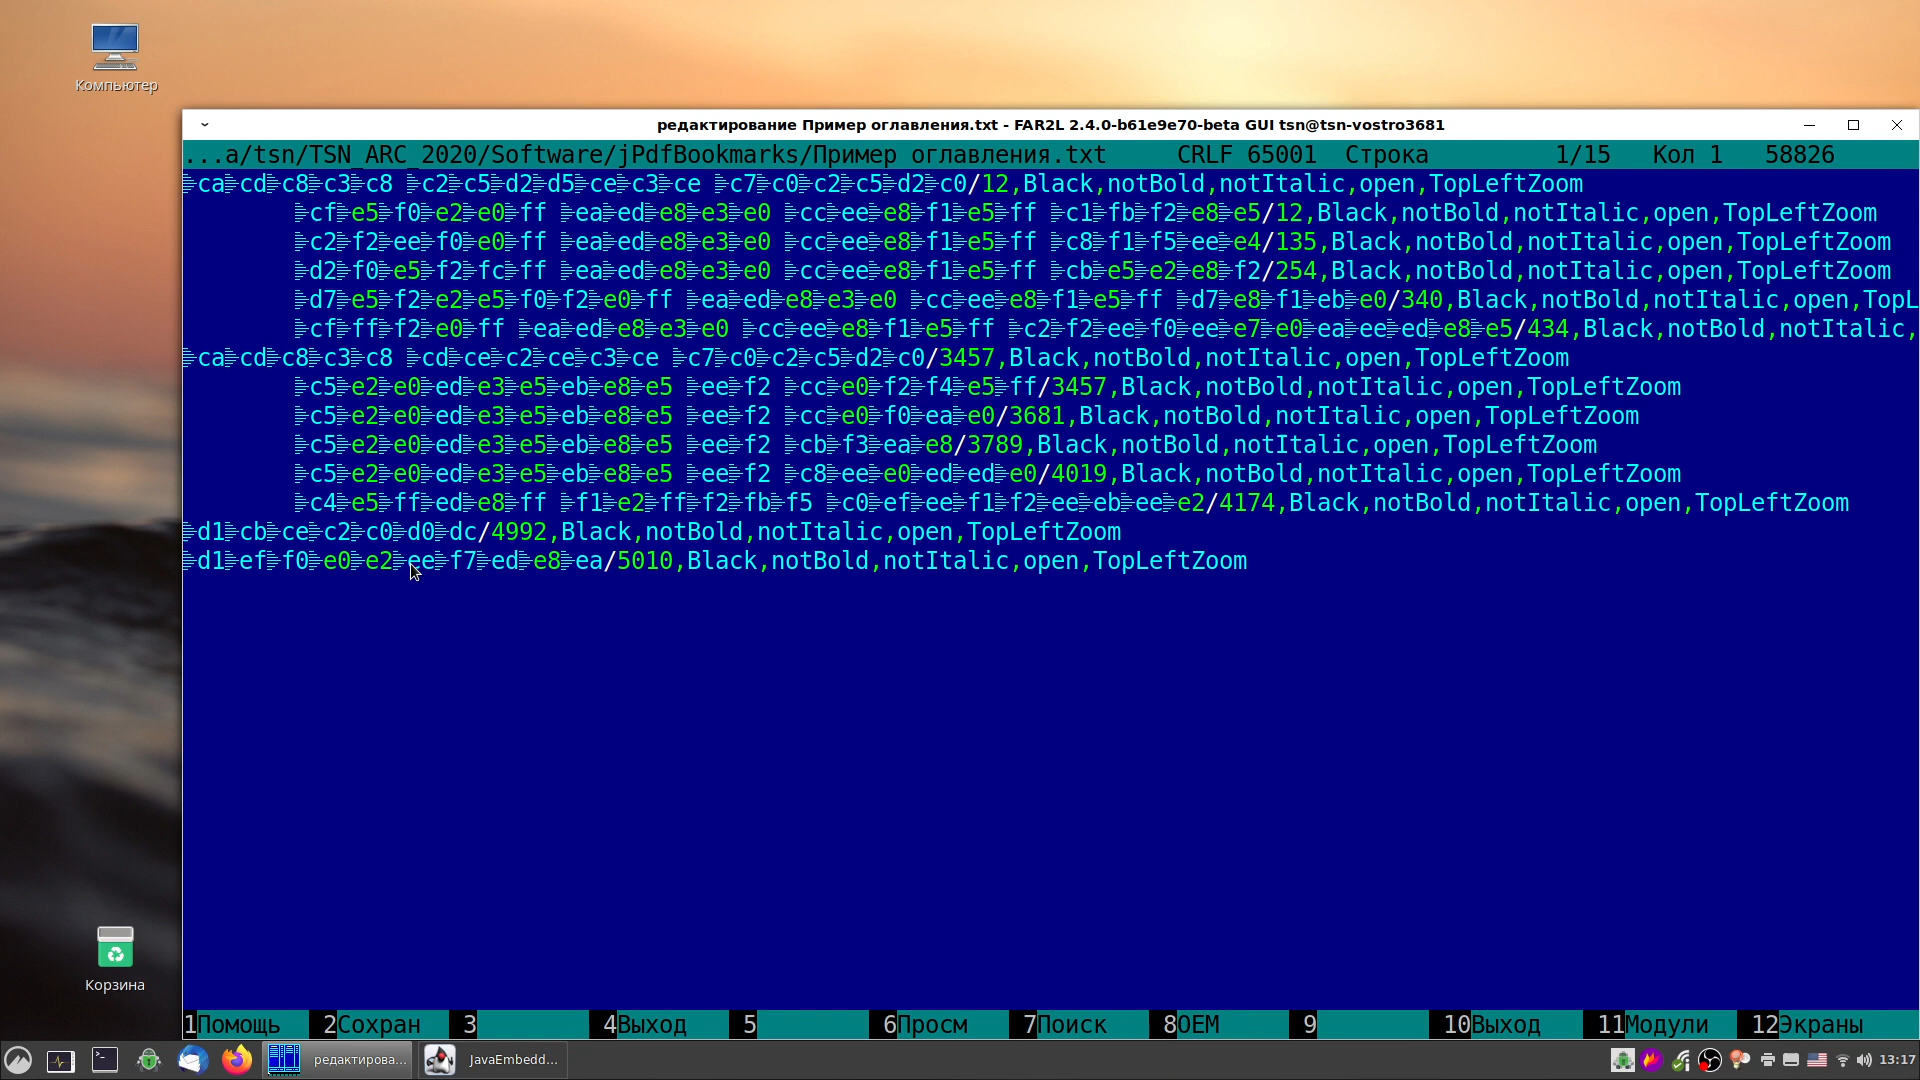 Компьютер
редактирование Пример оглавления.txt - FAR2L 2.4.0-b61e9e70-beta GUI tsn@tsn-vostro3681
...a/tsn/TSN_ARC_2020/Software/jPdfBookmarks/Пример оглавления.txt CRLF 65001 Строка 1/15 Кол 1 58826
╞ca╞cd╞c8╞c3╞c8 ╞c2╞c5╞d2╞d5╞ce╞c3╞ce ╞c7╞c0╞c2╞c5╞d2╞c0/12,Black,notBold,notItalic,open,TopLeftZoom
╞cf╞e5╞f0╞e2╞e0╞ff ╞ea╞ed╞e8╞e3╞e0 ╞cc╞ee╞e8╞f1╞e5╞ff ╞c1╞fb╞f2╞e8╞e5/12,Black,notBold,notItalic,open,TopLeftZoom
╞c2╞f2╞ee╞f0╞e0╞ff ╞ea╞ed╞e8╞e3╞e0 ╞cc╞ee╞e8╞f1╞e5╞ff ╞c8╞f1╞f5╞ee╞e4/135,Black,notBold,notItalic,open,TopLeftZoom
╞d2╞f0╞e5╞f2╞fc╞ff ╞ea╞ed╞e8╞e3╞e0 ╞cc╞ee╞e8╞f1╞e5╞ff ╞cb╞e5╞e2╞e8╞f2/254,Black,notBold,notItalic,open,TopLeftZoom
╞d7╞e5╞f2╞e2╞e5╞f0╞f2╞e0╞ff ╞ea╞ed╞e8╞e3╞e0 ╞cc╞ee╞e8╞f1╞e5╞ff ╞d7╞e8╞f1╞eb╞e0/340,Black,notBold,notItalic,open,TopL
╞cf╞ff╞f2╞e0╞ff ╞ea╞ed╞e8╞e3╞e0 ╞cc╞ee╞e8╞f1╞e5╞ff ╞c2╞f2╞ee╞f0╞ee╞e7╞e0╞ea╞ee╞ed╞e8╞e5/434,Black,notBold,notItalic,
╞ca╞cd╞c8╞c3╞c8 ╞cd╞ce╞c2╞ce╞c3╞ce ╞c7╞c0╞c2╞c5╞d2╞c0/3457,Black,notBold,notItalic,open,TopLeftZoom
╞c5╞e2╞e0╞ed╞e3╞e5╞eb╞e8╞e5 ╞ee╞f2 ╞cc╞e0╞f2╞f4╞e5╞ff/3457,Black,notBold,notItalic,open,TopLeftZoom
╞c5╞e2╞e0╞ed╞e3╞e5╞eb╞e8╞e5 ╞ee╞f2 ╞cc╞e0╞f0╞ea╞e0/3681,Black,notBold,notItalic,open,TopLeftZoom
╞c5╞e2╞e0╞ed╞e3╞e5╞eb╞e8╞e5 ╞ee╞f2 ╞cb╞f3╞ea╞e8/3789,Black,notBold,notItalic,open,TopLeftZoom
╞c5╞e2╞e0╞ed╞e3╞e5╞eb╞e8╞e5 ╞ee╞f2 ╞c8╞ee╞e0╞ed╞ed╞e0/4019,Black,notBold,notItalic,open,TopLeftZoom
╞c4╞e5╞ff╞ed╞e8╞ff ╞f1╞e2╞ff╞f2╞fb╞f5 ╞c0╞ef╞ee╞f1╞f2╞ee╞eb╞ee╞e2/4174,Black,notBold,notItalic,open,TopLeftZoom
╞d1╞cb╞ce╞c2╞c0╞d0╞dc/4992,Black,notBold,notItalic,open,TopLeftZoom
╞d1╞ef╞f0╞e0╞e2╞ee╞f7╞ed╞e8╞ea/5010,Black,notBold,notItalic,open,TopLeftZoom
Корзина
1Помощь 2Сохран 3 4Выход 5 6Просм 7Поиск 8OEM 9 10Выход 11Модули 12Экраны
редактирова... JavaEmbedd... 13:17